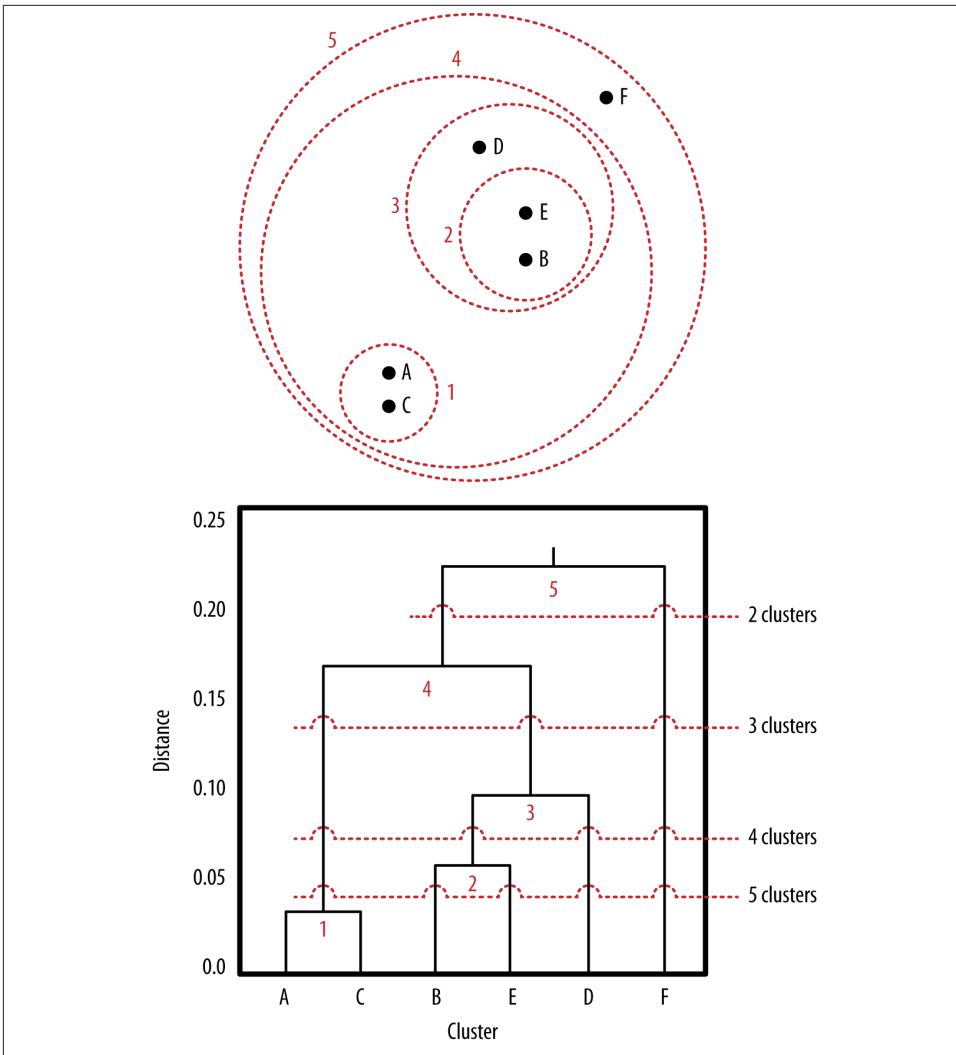 5
4
F
D
3
E
2
B
A
1
C
0.25
5
0.20
2 clusters
4
0.15
3 clusters
Distance
0.10
3
4 clusters
0.05
2
5 clusters
1
0.0
A C B E D F
Cluster